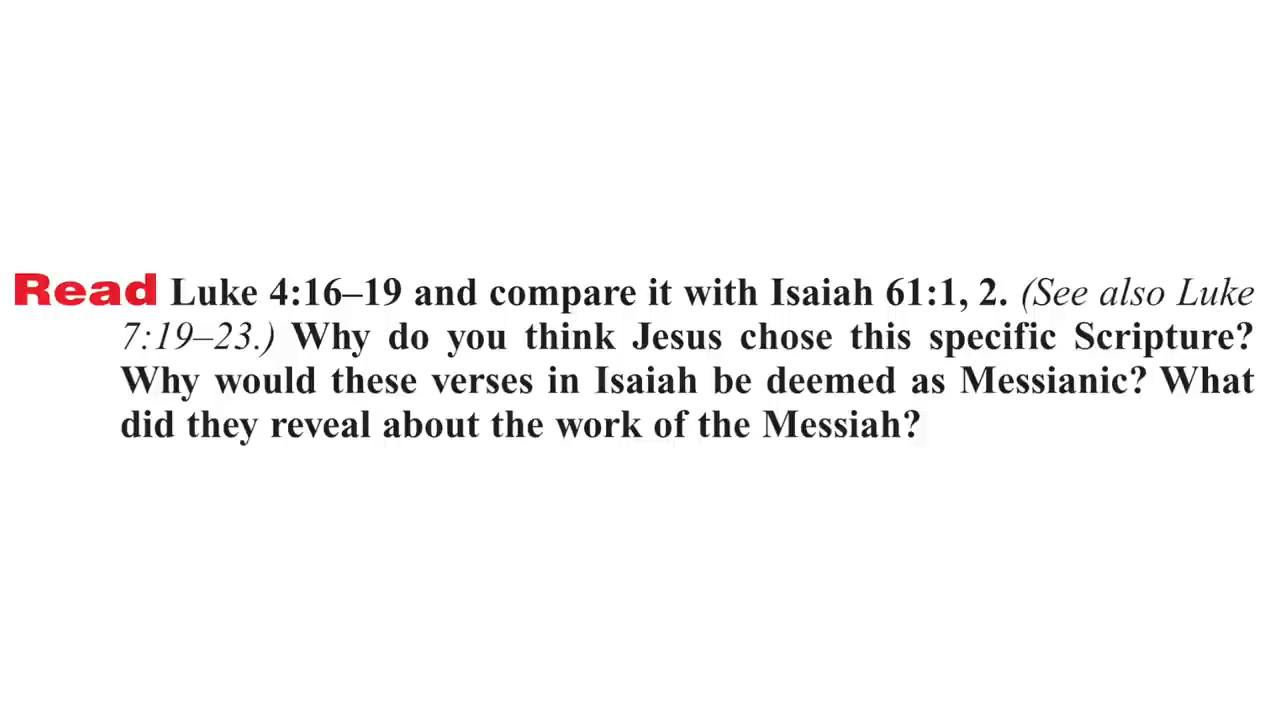 Read Luke 4:16–19 and compare it with Isaiah 61:1, 2. (See also Luke
7:19–23.) Why do you think Jesus chose this specific Scripture?
Why would these verses in Isaiah be deemed as Messianic? What
did they reveal about the work of the Messiah?